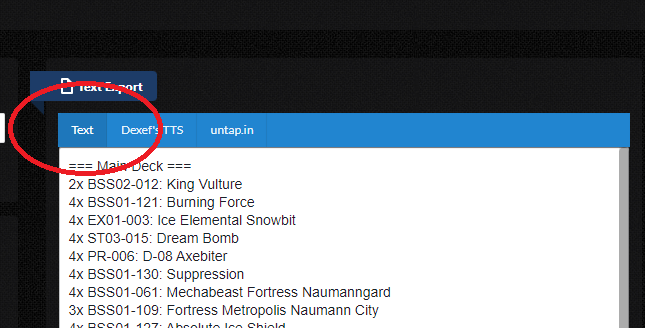 Text Export
Text Dexef's TTS untap.in
=== Main Deck ===
2x BSS02-012: King Vulture
4x BSS01-121: Burning Force
4x EX01-003: Ice Elemental Snowbit
4x ST03-015: Dream Bomb
4x PR-006: D-08 Axebiter
4x BSS01-130: Suppression
4x BSS01-061: Mechabeast Fortress Naumanngard
3x BSS01-109: Fortress Metropolis Naumann City
4x BSS01-127: Absolute Ice Shield